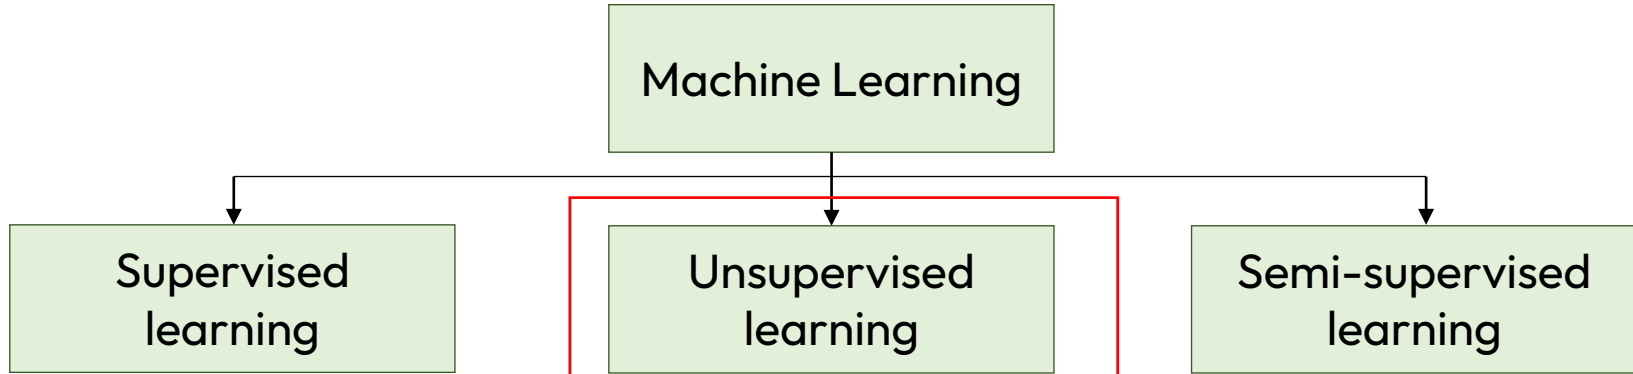 Machine Learning
Supervised
learning
Unsupervised
learning
Semi-supervised
learning